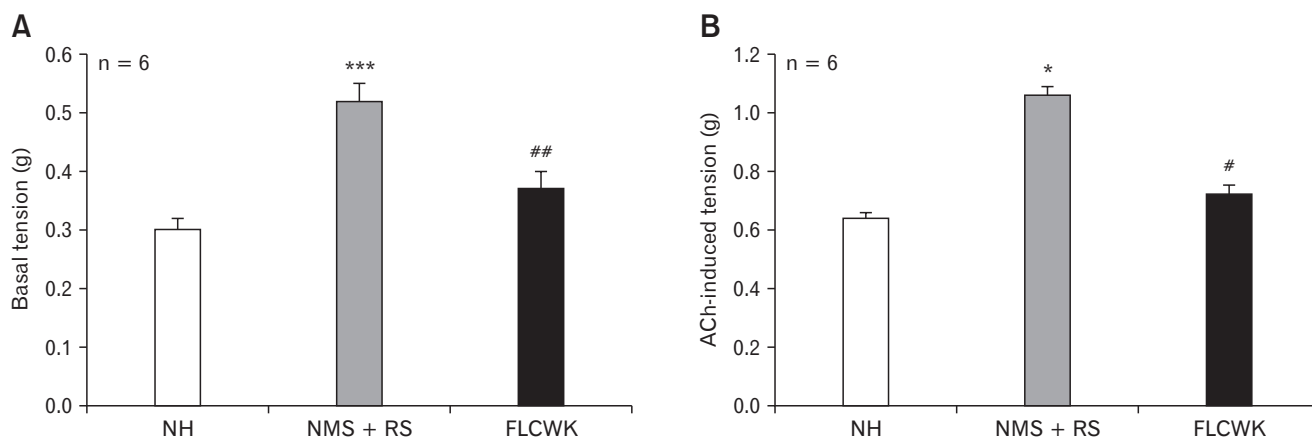 A
Basal tension (g)
0.6
0.5
0.4
0.3
0.2
0.1
0.0
n = 6
***
##
NH
NMS + RS
FLCWK
B
ACh-induced tension (g)
1.2
1.0
0.8
0.6
0.4
0.2
0.0
n = 6
*
#
NH
NMS + RS
FLCWK